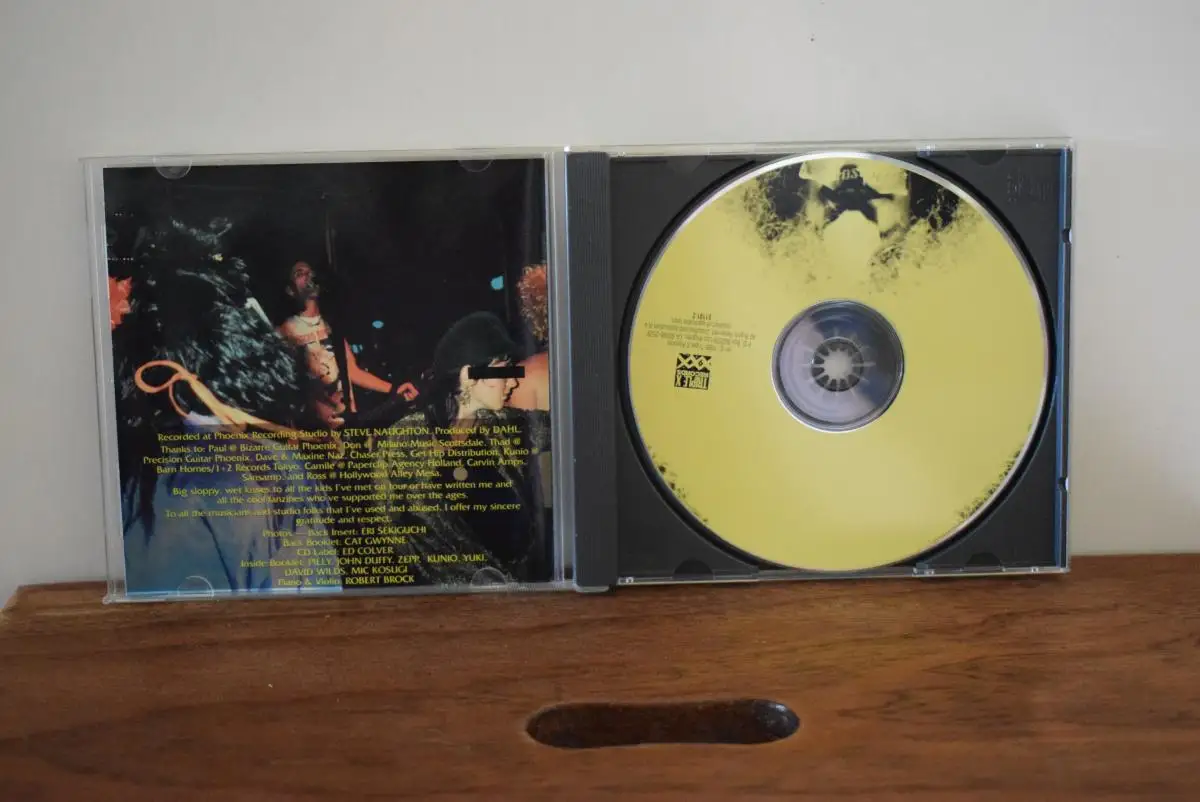 Recorded at Phoenix Recording Studio by STEVE NAUGHTON. Produced by DAHL.
Thanks to: Paul @ Bizarre Guitar Phoenix, Don @ Milano Music Scottsdale, Thad @
Precision Guitar Phoenix, Dave & Maxine Naz, Chaser Press, Get Hip Distribution, Kunio
Barn Homes/1+2 Records Tokyo, Camile @ Paperclip Agency Holland, Carvin Amps,
Sansamp, and Ross @ Hollywood Alley Mesa.
Big sloppy wet kisses to all the kids I've met on tour or have written me and
all the cool fanzines who've supported me over the ages.
To all the musicians and studio folks that I've used and abused, I offer my sincere
gratitude and respect.
Photos — Back Insert: ERI SEKIGUCHI
Back Booklet: CAT GWYNNE
CD Label: ED COLVER
Inside Booklet: PILLY, JOHN DUFFY, ZEPP, KUNIO, YUKI,
DAVID WILDS, MIC KOSUGI
Piano & Violin: ROBERT BROCK
TRIPLE X
RECORDS
XXX